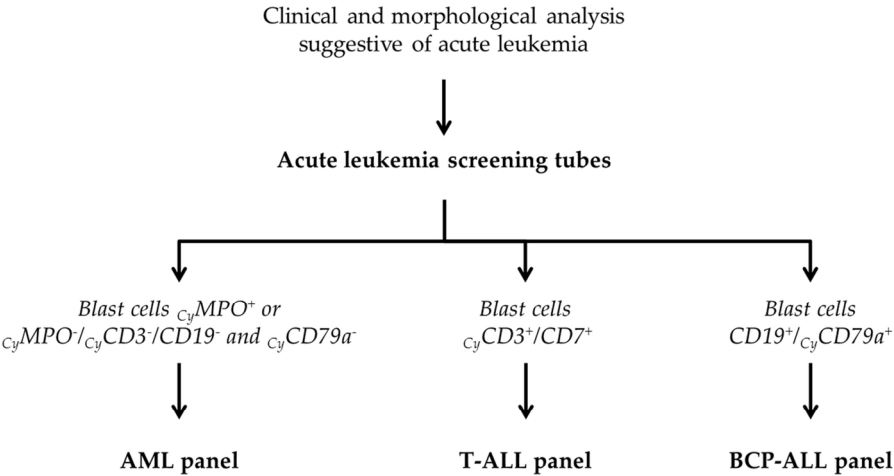 Clinical and morphological analysis
suggestive of acute leukemia
Acute leukemia screening tubes
Blast cells CyMPO+ or
CyMPO-/CyCD3-/CD19- and CyCD79a-
Blast cells
CyCD3+/CD7+
Blast cells
CD19+/CyCD79a+
AML panel
T-ALL panel
BCP-ALL panel